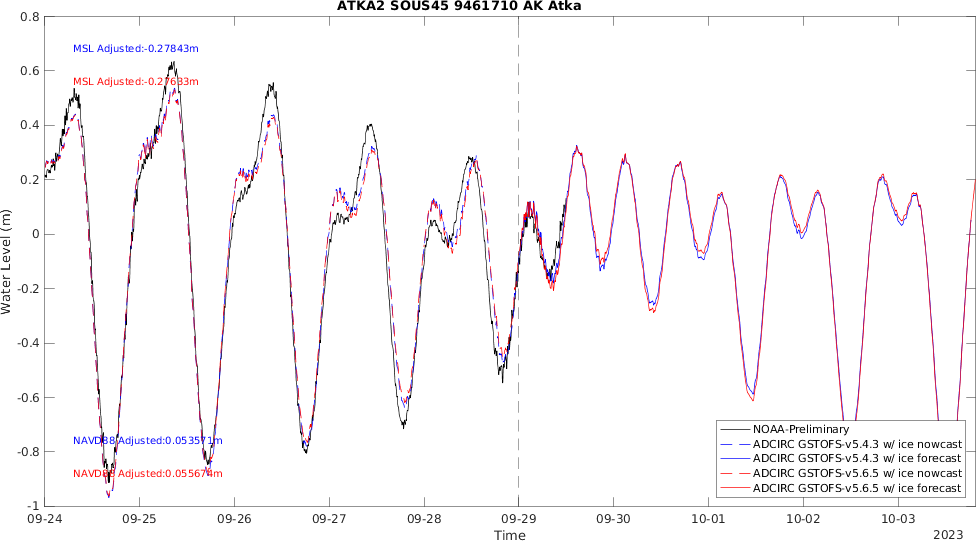 ATKA2 SOUS45 9461710 AK Atka
0.8
0.6
0.4
0.2
0
-0.2
-0.4
-0.6
-0.8
-1
Water Level (m)
MSL Adjusted:-0.27843m
MSL Adjusted:-0.27633m
NAVD88 Adjusted:0.053571m
NAVD88 Adjusted:0.055674m
NOAA-Preliminary
ADCIRC GSTOFS-v5.4.3 w/ ice nowcast
ADCIRC GSTOFS-v5.4.3 w/ ice forecast
ADCIRC GSTOFS-v5.6.5 w/ ice nowcast
ADCIRC GSTOFS-v5.6.5 w/ ice forecast
09-24 09-25 09-26 09-27 09-28 09-29 09-30 10-01 10-02 10-03
Time
2023